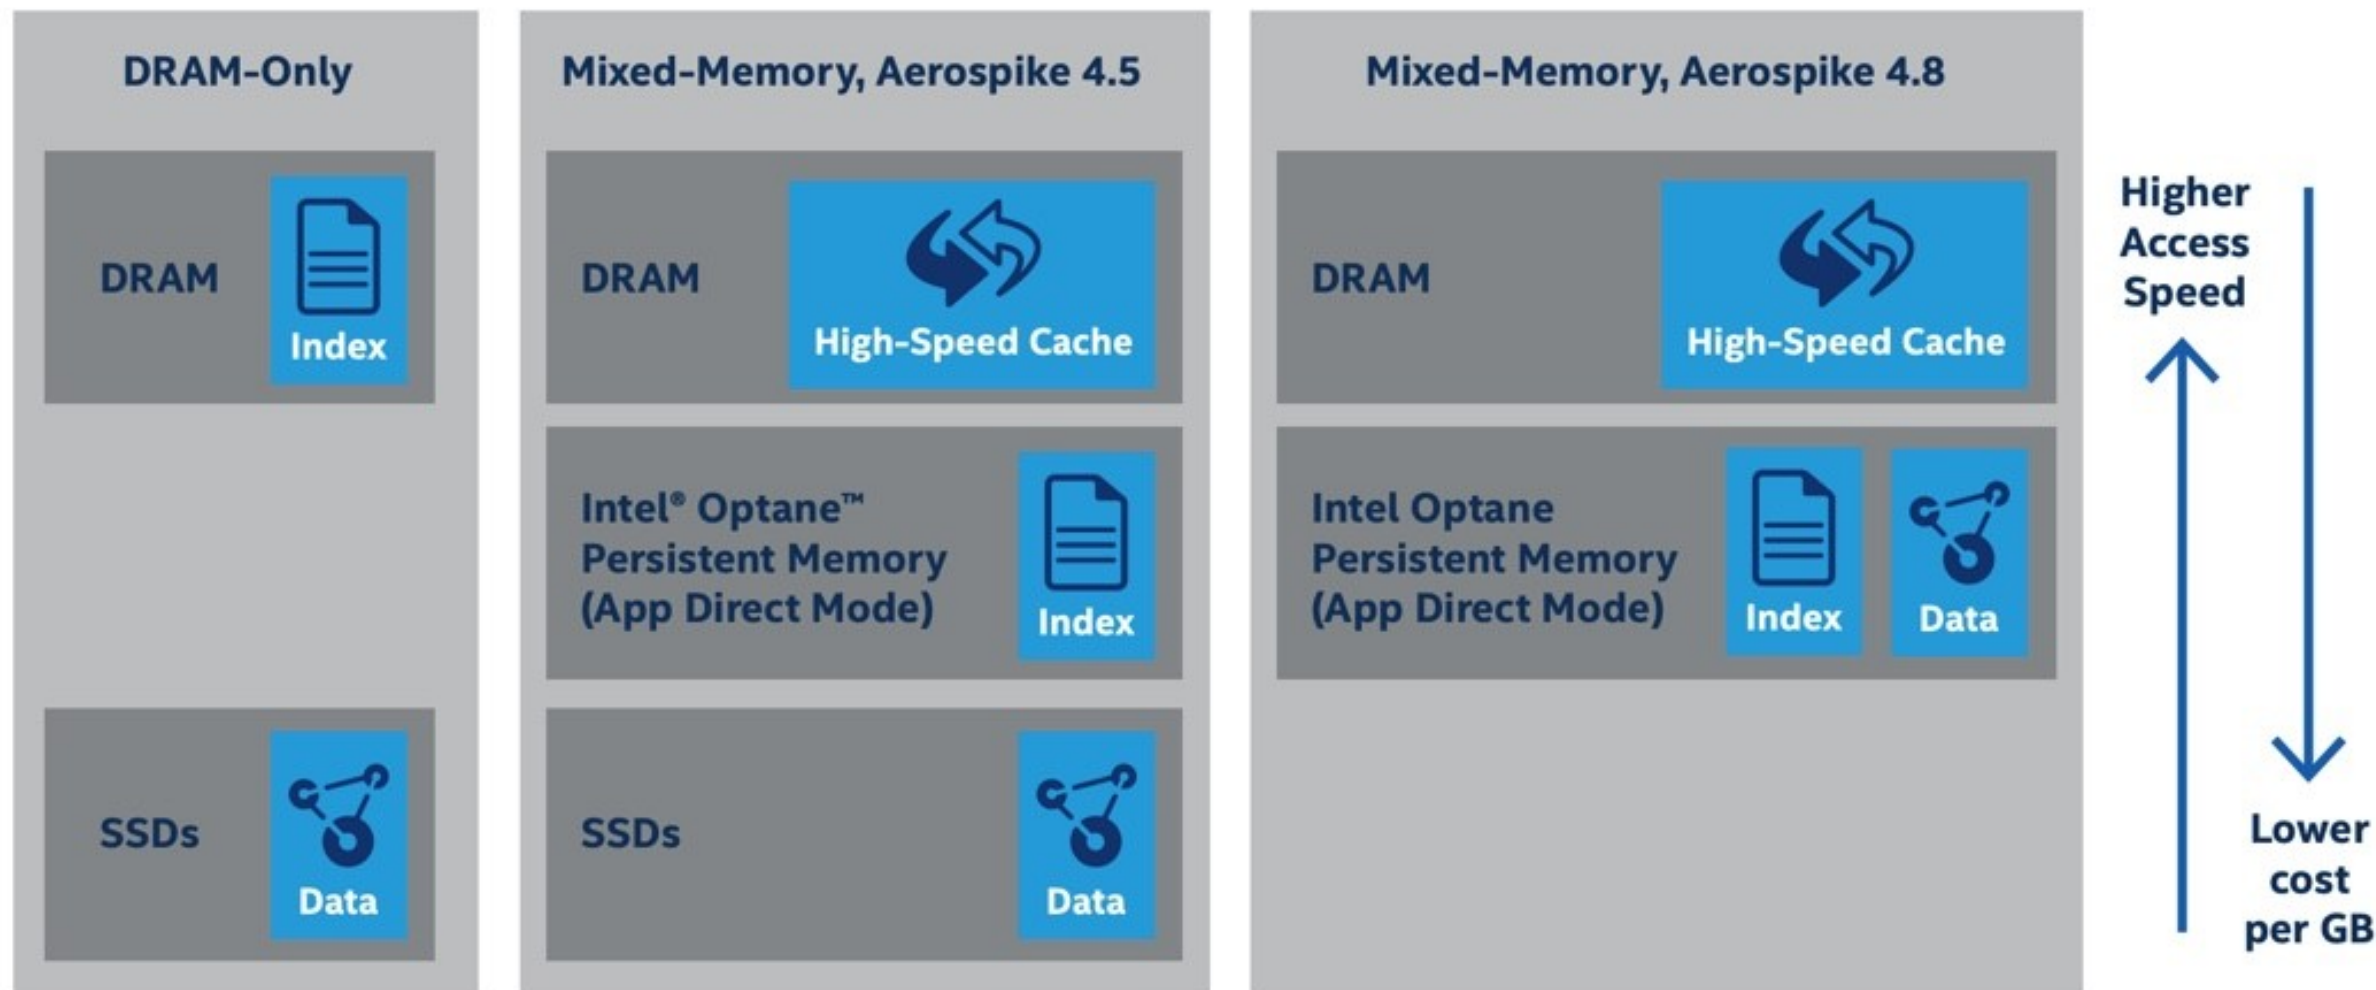 DRAM-Only
DRAM
Index
SSDs
Data
Mixed-Memory, Aerospike 4.5
DRAM
High-Speed Cache
Intel® Optane™
Persistent Memory
(App Direct Mode)
Index
SSDs
Data
Mixed-Memory, Aerospike 4.8
DRAM
High-Speed Cache
Intel Optane
Persistent Memory
(App Direct Mode)
Index
Data
Higher
Access
Speed
Lower
cost
per GB